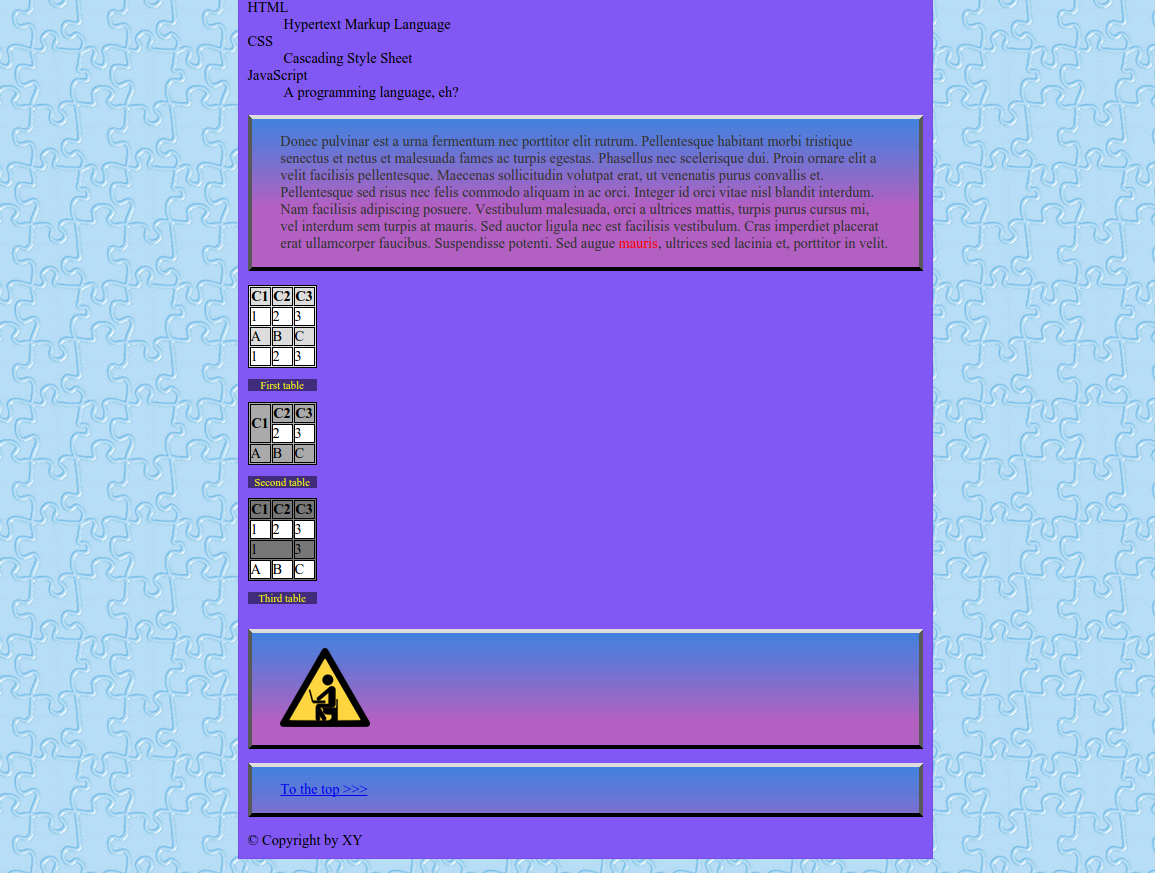 HTML
Hypertext Markup Language
CSS
Cascading Style Sheet
JavaScript
A programming language, eh?
Donec pulvinar est a urna fermentum nec porttitor elit rutrum. Pellentesque habitant morbi tristique
senectus et netus et malesuada fames ac turpis egestas. Phasellus nec scelerisque dui. Proin ornare elit a
velit facilisis pellentesque. Maecenas sollicitudin volutpat erat, ut venenatis purus convallis et.
Pellentesque sed risus nec felis commodo aliquam in ac orci. Integer id orci vitae nisl blandit interdum.
Nam facilisis adipiscing posuere. Vestibulum malesuada, orci a ultrices mattis, turpis purus cursus mi,
vel interdum sem turpis at mauris. Sed auctor ligula nec est facilisis vestibulum. Cras imperdiet placerat
erat ullamcorper faucibus. Suspendisse potenti. Sed augue mauris, ultrices sed lacinia et, porttitor in velit.
C1 C2 C3
1 2 3
A B C
1 2 3
First table
C1 C2 C3
2 3
A B C
Second table
C1 C2 C3
1 2 3
1 3
A B C
Third table
To the top >>>
© Copyright by XY